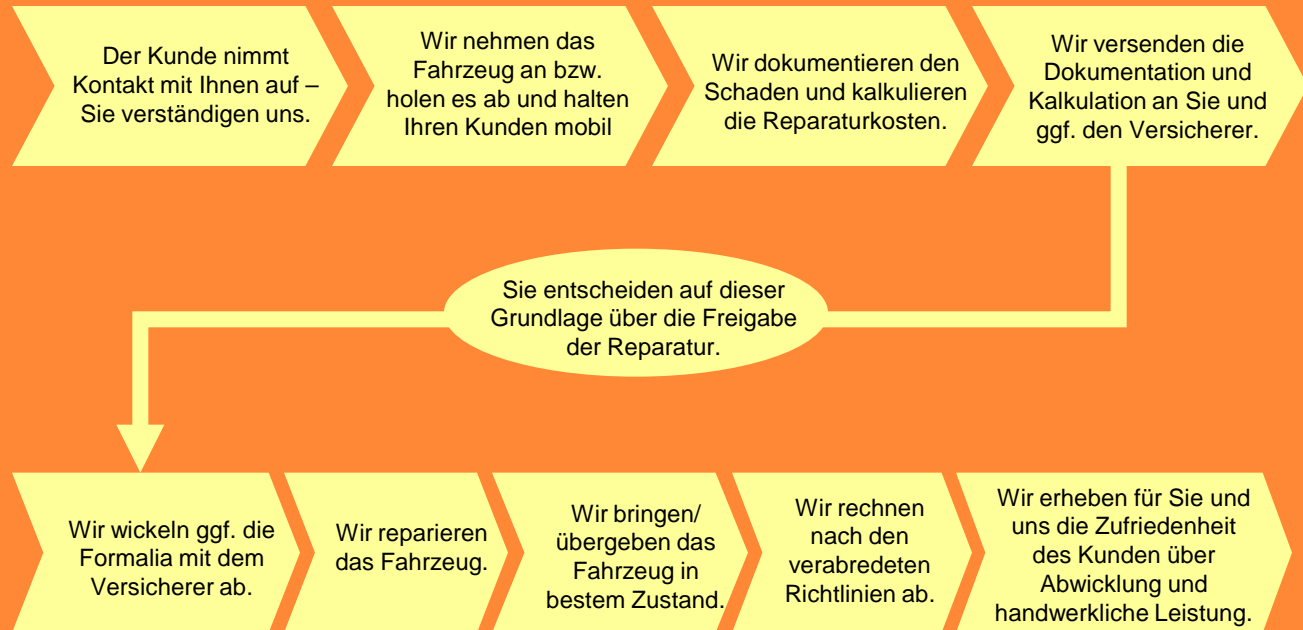 Der Kunde nimmt
Kontakt mit Ihnen auf –
Sie verständigen uns.
Wir nehmen das
Fahrzeug an bzw.
holen es ab und halten
Ihren Kunden mobil
Wir dokumentieren den
Schaden und kalkulieren
die Reparaturkosten.
Wir versenden die
Dokumentation und
Kalkulation an Sie und
ggf. den Versicherer.
Sie entscheiden auf dieser
Grundlage über die Freigabe
der Reparatur.
Wir wickeln ggf. die
Formalia mit dem
Versicherer ab.
Wir reparieren
das Fahrzeug.
Wir bringen/
übergeben das
Fahrzeug in
bestem Zustand.
Wir rechnen
nach den
verabredeten
Richtlinien ab.
Wir erheben für Sie und
uns die Zufriedenheit
des Kunden über
Abwicklung und
handwerkliche Leistung.